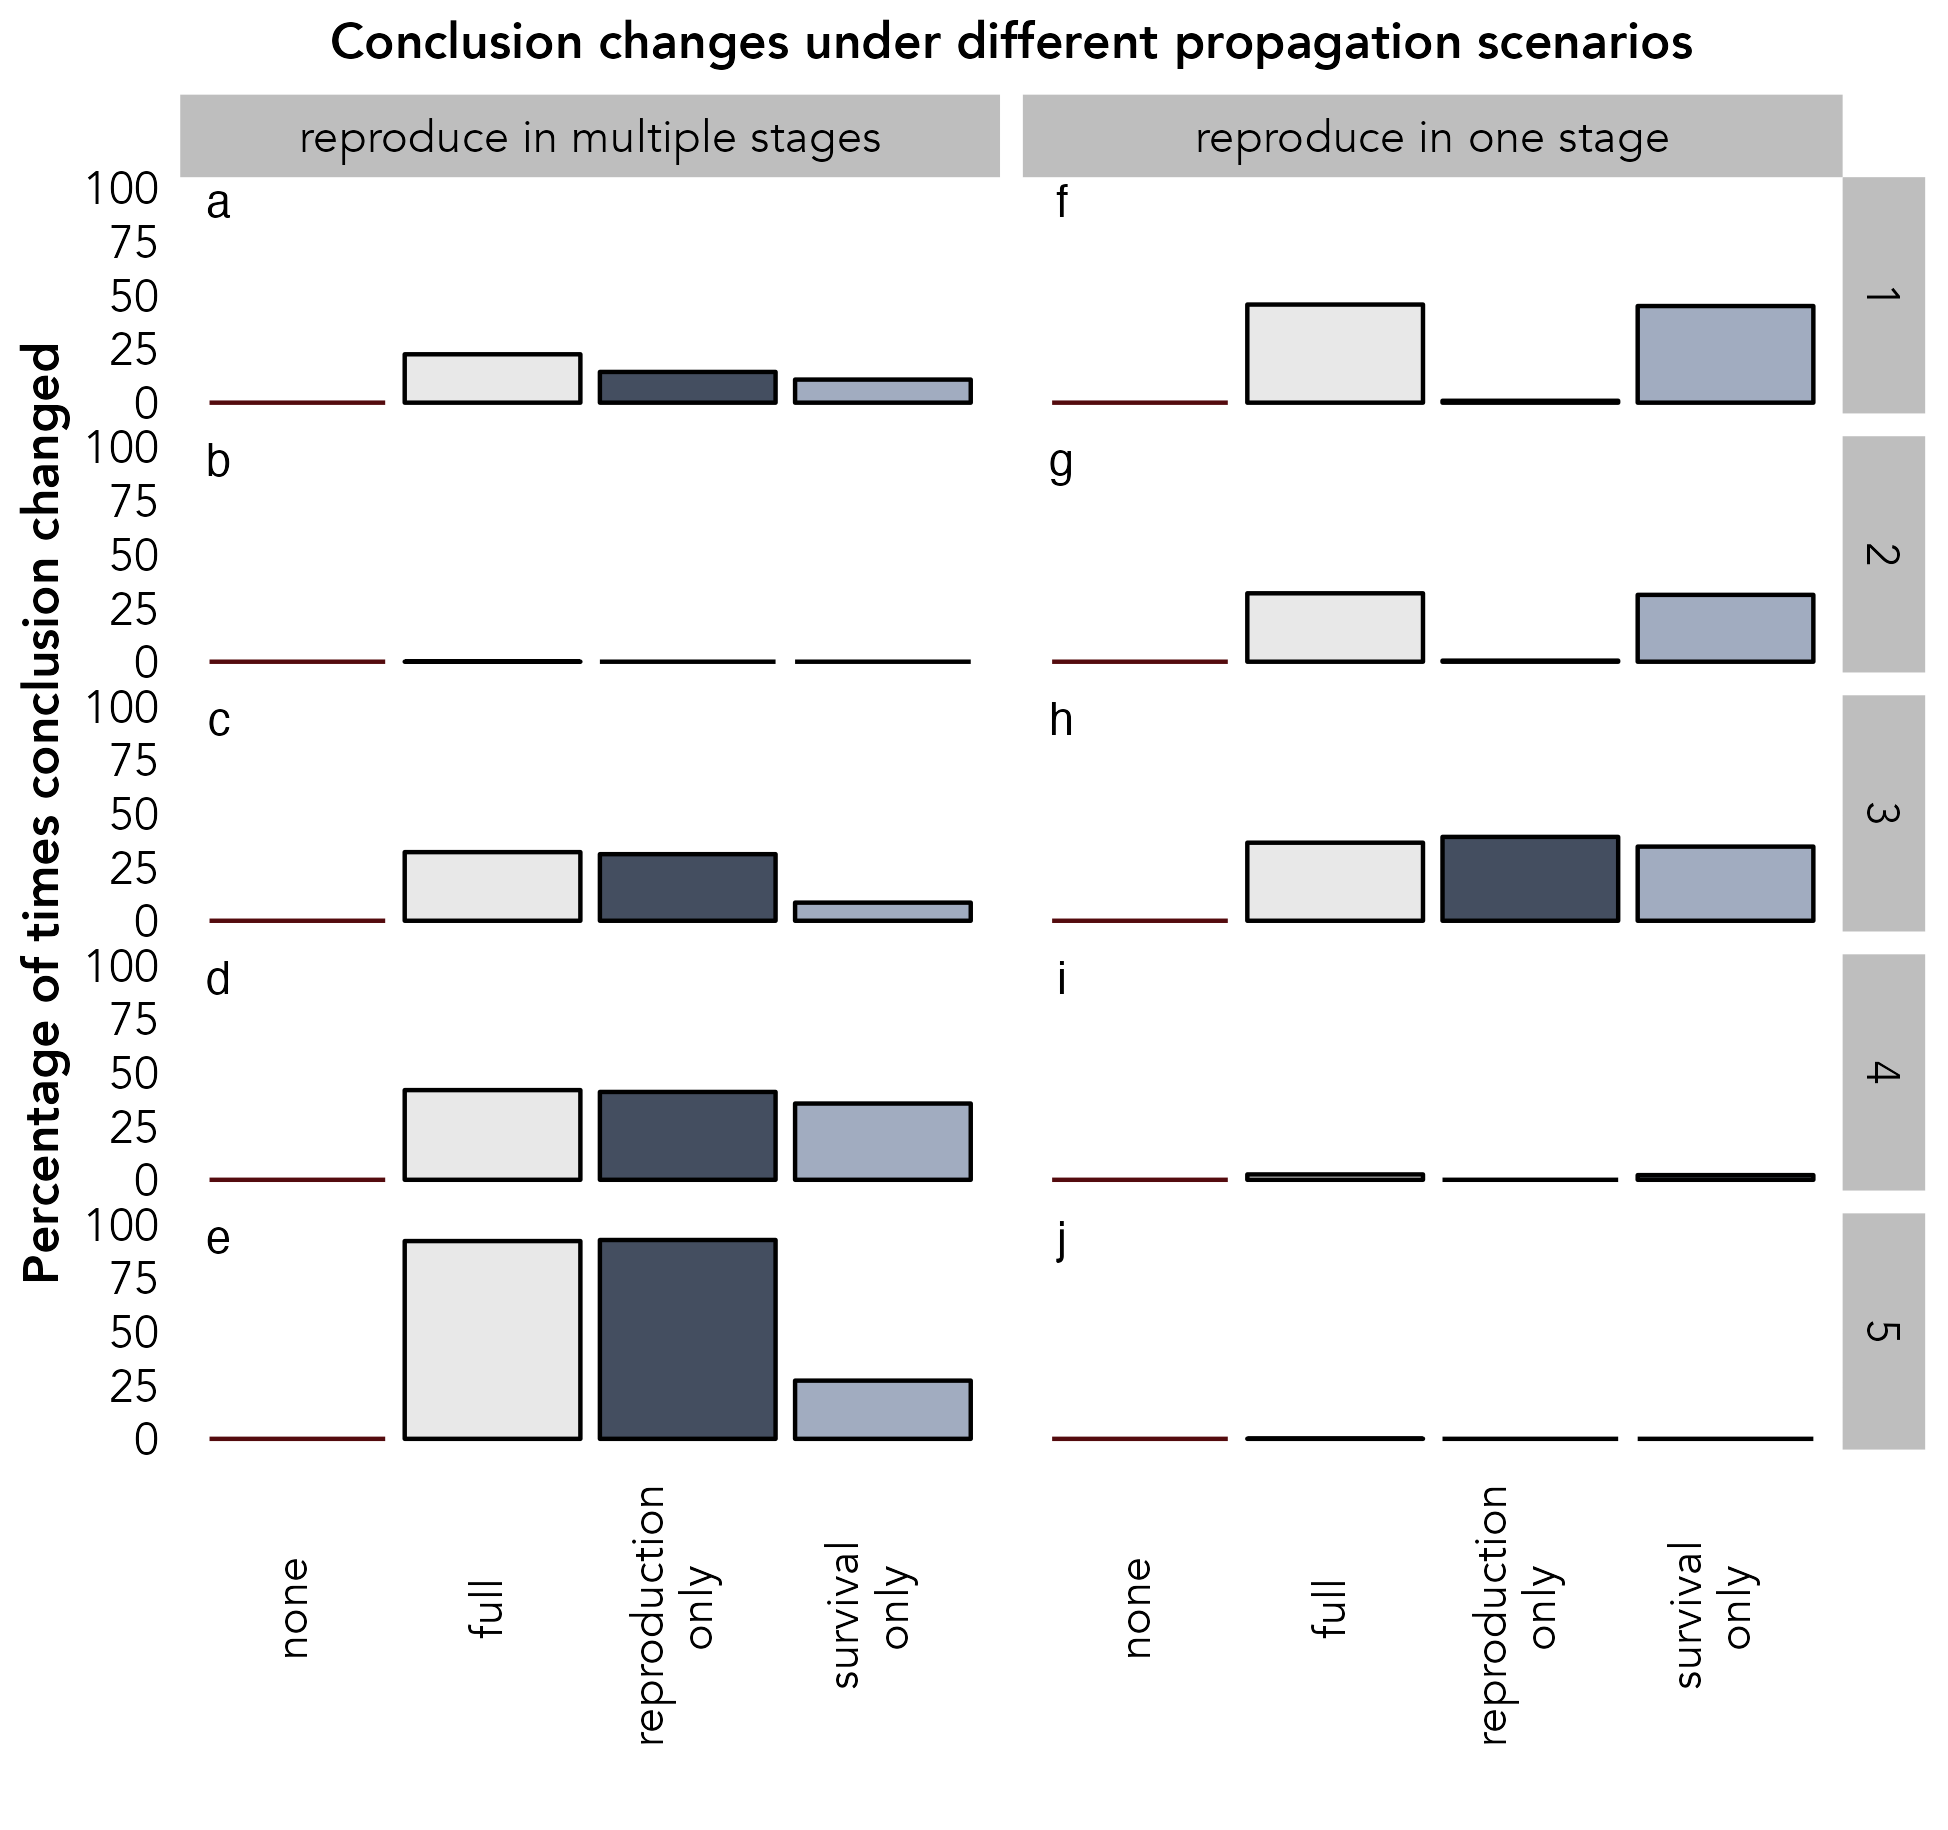 Conclusion changes under different propagation scenarios
reproduce in multiple stages
reproduce in one stage
Percentage of times conclusion changed
100
75
50
25
0
a
f
1
100
75
50
25
0
b
g
2
100
75
50
25
0
c
h
3
100
75
50
25
0
d
i
4
100
75
50
25
0
e
j
5
none
full
reproduction
only
survival
only
none
full
reproduction
only
survival
only